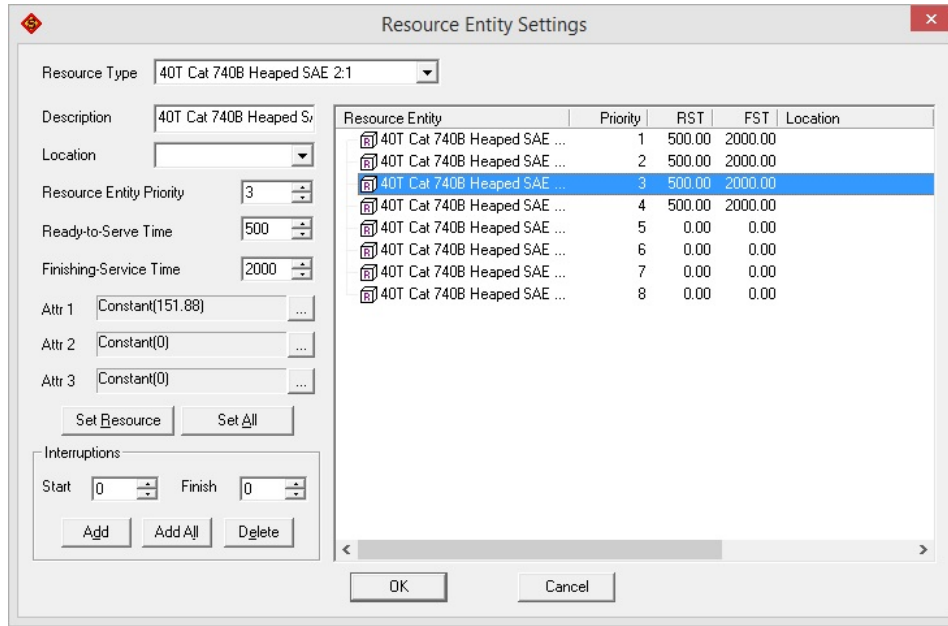 Resource Entity Settings
Resource Type 40T Cat 740B Heaped SAE 2:1
Description 40T Cat 740B Heaped S
Location
Resource Entity Priority 3
Ready-to-Serve Time 500
Finishing-Service Time 2000
Attr 1 Constant(151.88) ...
Attr 2 Constant(0) ...
Attr 3 Constant(0) ...
Set Resource Set All
Interruptions
Start 0 Finish 0
Add Add All Delete
Resource Entity Priority RST FST Location
40T Cat 740B Heaped SAE ... 1 500.00 2000.00
40T Cat 740B Heaped SAE ... 2 500.00 2000.00
40T Cat 740B Heaped SAE ... 3 500.00 2000.00
40T Cat 740B Heaped SAE ... 4 500.00 2000.00
40T Cat 740B Heaped SAE ... 5 0.00 0.00
40T Cat 740B Heaped SAE ... 6 0.00 0.00
40T Cat 740B Heaped SAE ... 7 0.00 0.00
40T Cat 740B Heaped SAE ... 8 0.00 0.00
OK Cancel